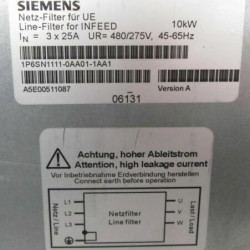 SIEMENS
Netz-Filter für UE
Line-Filter for INFEED 10kW
IN = 3 x 25A UR= 480/275V, 45-65Hz
1P6SN1111-0AA01-1AA1
A5E00511087 Version A
06131
Achtung, hoher Ableitstrom
Attention, high leakage current
Vor Inbetriebnahme Erdverbindung herstellen
Connect earth before operation
Netz / Line
L1 U
L2 V
L3 W
Netzfilter
Line filter
Last / Load